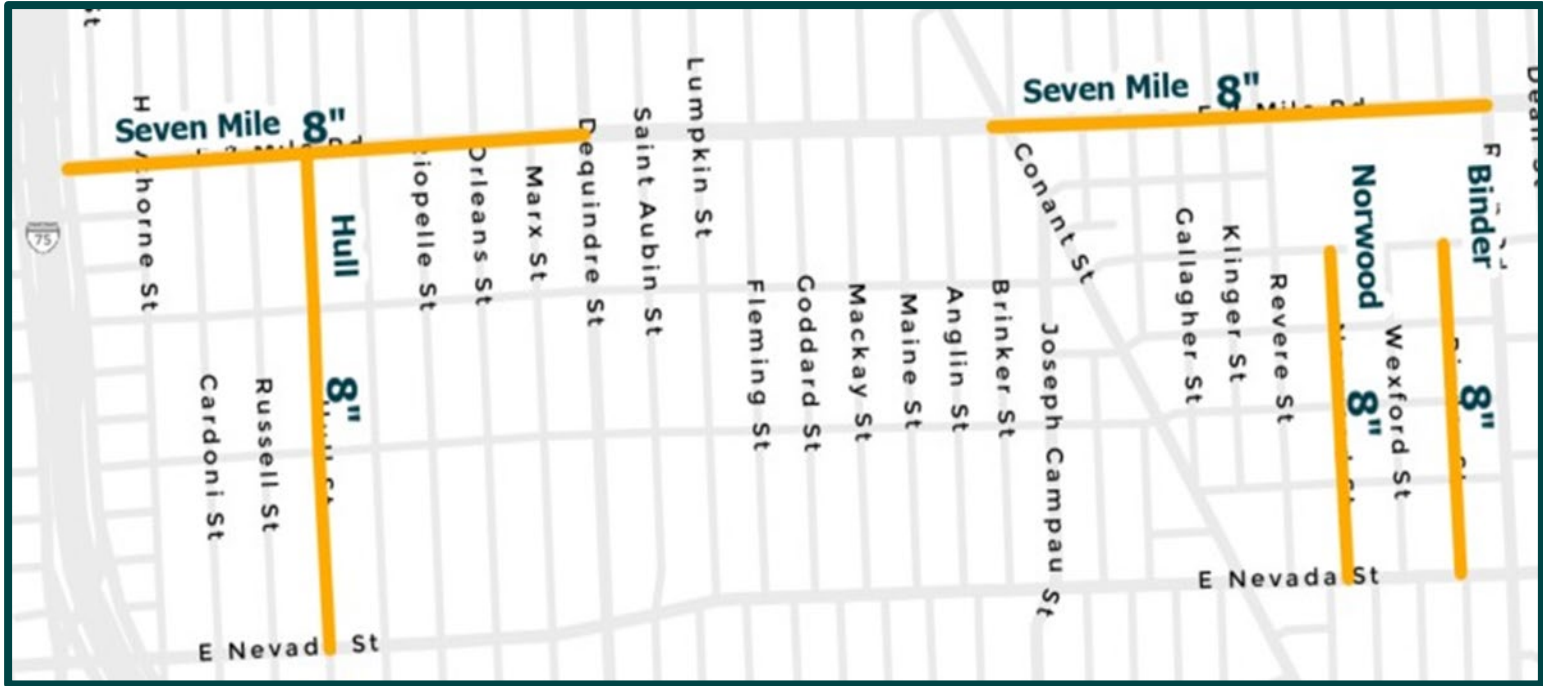 St
Seven Mile 8"
Hull
8"
Cardoni St
Russell St
Orleans St
Marx St
Dequindre St
Saint Aubin St
Lumpkin St
Fleming St
Goddard St
Mackay St
Maine St
Anglin St
Brinker St
Joseph Campau St
Conant St
Seven Mile 8"
Gallagher St
Klinger St
Revere St
Norwood
8"
Wexford St
Binder
8"
75
E Nevada St
E Nevad St